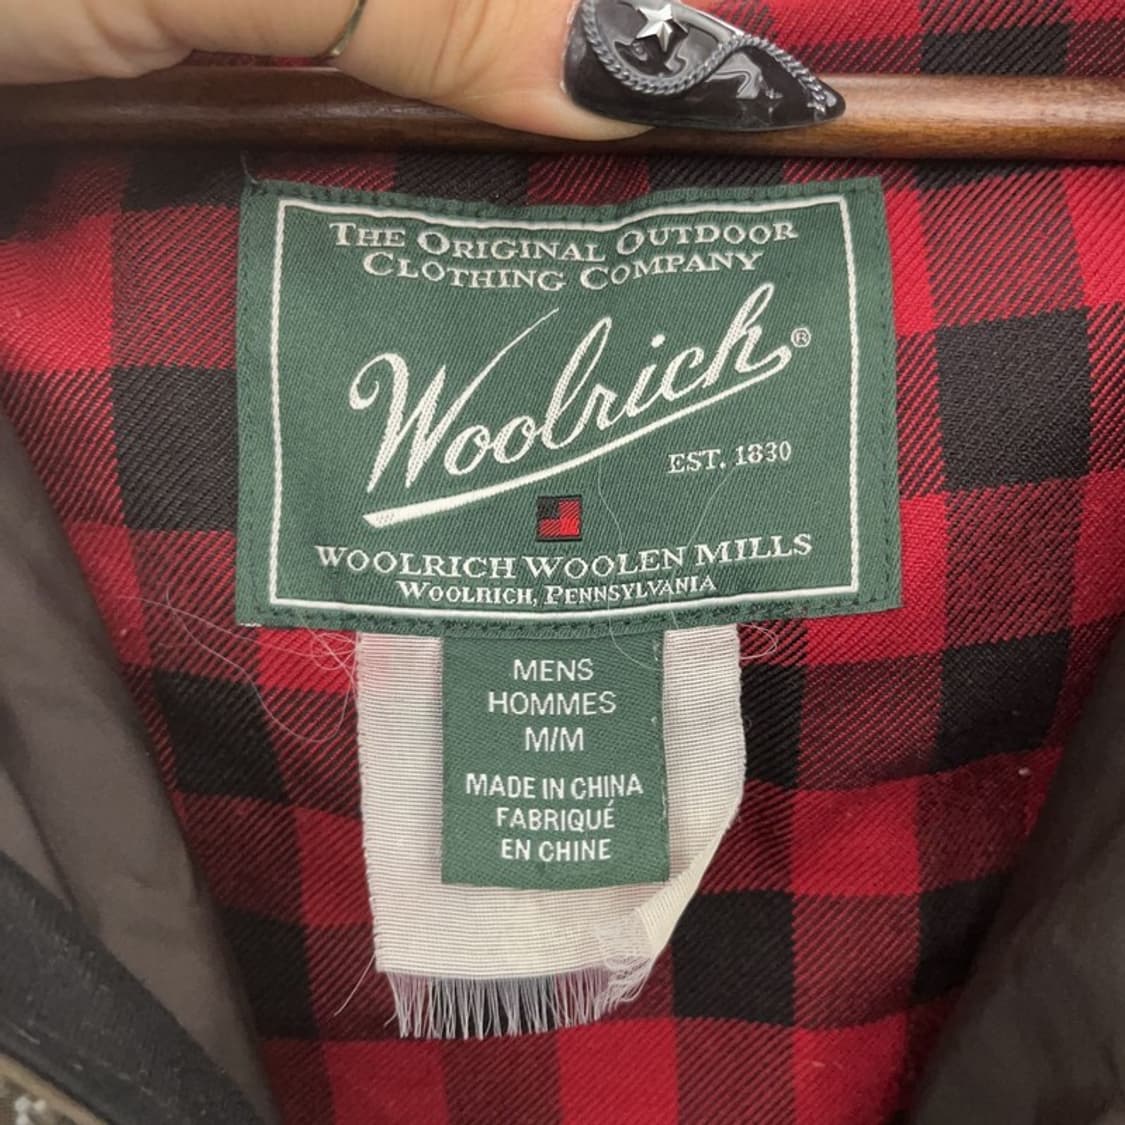 THE ORIGINAL OUTDOOR
CLOTHING COMPANY
Woolrich®
EST. 1830
WOOLRICH WOOLEN MILLS
WOOLRICH, PENNSYLVANIA
MENS
HOMMES
M/M
MADE IN CHINA
FABRIQUÉ
EN CHINE